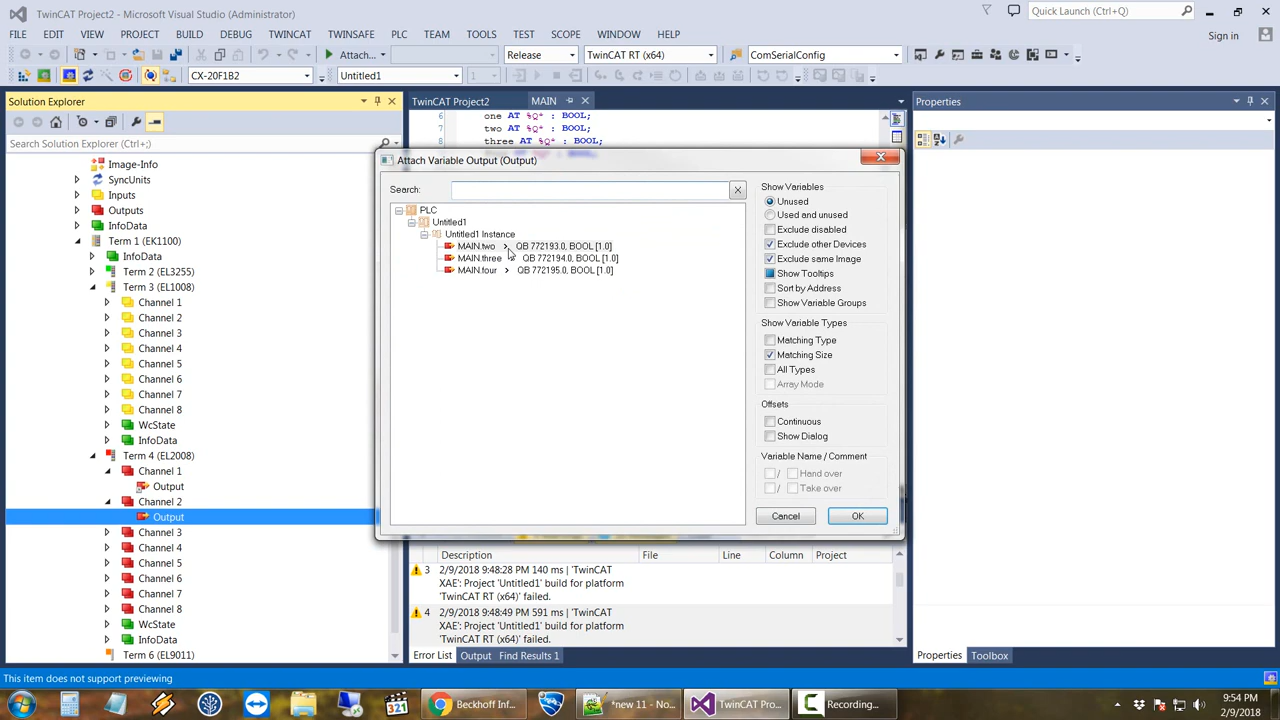 TwinCAT Project2 - Microsoft Visual Studio (Administrator)
Quick Launch (Ctrl+Q)
FILE EDIT VIEW PROJECT BUILD DEBUG TWINCAT TWINSAFE PLC TEAM TOOLS TEST SCOPE WINDOW HELP
Sign in
Attach...
Release
TwinCAT RT (x64)
ComSerialConfig
CX-20F1B2
Untitled1
1
Solution Explorer
Search Solution Explorer (Ctrl+;)
Image-Info
SyncUnits
Inputs
Outputs
InfoData
Term 1 (EK1100)
InfoData
Term 2 (EL3255)
Term 3 (EL1008)
Channel 1
Channel 2
Channel 3
Channel 4
Channel 5
Channel 6
Channel 7
Channel 8
WcState
InfoData
Term 4 (EL2008)
Channel 1
Output
Channel 2
Output
Channel 3
Channel 4
Channel 5
Channel 6
Channel 7
Channel 8
WcState
InfoData
Term 6 (EL9011)
TwinCAT Project2
MAIN
6 one AT %Q* : BOOL;
7 two AT %Q* : BOOL;
8 three AT %Q* : BOOL;
Properties
Attach Variable Output (Output)
Search:
PLC
Untitled1
Untitled1 Instance
MAIN.two > QB 772193.0, BOOL [1.0]
MAIN.three > QB 772194.0, BOOL [1.0]
MAIN.four > QB 772195.0, BOOL [1.0]
Show Variables
Unused
Used and unused
Exclude disabled
Exclude other Devices
Exclude same Image
Show Tooltips
Sort by Address
Show Variable Groups
Show Variable Types
Matching Type
Matching Size
All Types
Array Mode
Offsets
Continuous
Show Dialog
Variable Name / Comment
/ Hand over
/ Take over
Cancel
OK
Description File Line Column Project
3 2/9/2018 9:48:28 PM 140 ms | 'TwinCAT
XAE': Project 'Untitled1' build for platform
'TwinCAT RT (x64)' failed.
4 2/9/2018 9:48:49 PM 591 ms | 'TwinCAT
XAE': Project 'Untitled1' build for platform
'TwinCAT RT (x64)' failed.
Error List Output Find Results 1
Properties Toolbox
This item does not support previewing
321
Beckhoff Inf...
*new 11 - No...
TwinCAT Pro...
Recording...
9:54 PM
2/9/2018